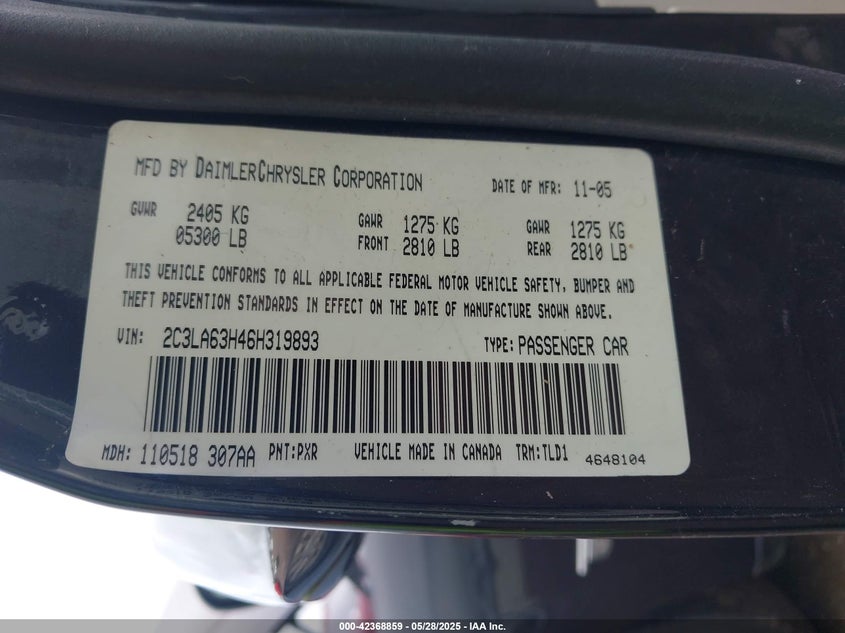 MFD BY DAIMLERCHRYSLER CORPORATION DATE OF MFR: 11-05
GVWR 2405 KG GAWR 1275 KG GAWR 1275 KG
05300 LB FRONT 2810 LB REAR 2810 LB
THIS VEHICLE CONFORMS TO ALL APPLICABLE FEDERAL MOTOR VEHICLE SAFETY, BUMPER AND
THEFT PREVENTION STANDARDS IN EFFECT ON THE DATE OF MANUFACTURE SHOWN ABOVE.
VIN: 2C3LA63H46H319893 TYPE: PASSENGER CAR
MDH: 110518 307AA PNT:PXR VEHICLE MADE IN CANADA TRM:TLD1 4648104
000-42368859 - 05/28/2025 - IAA Inc.